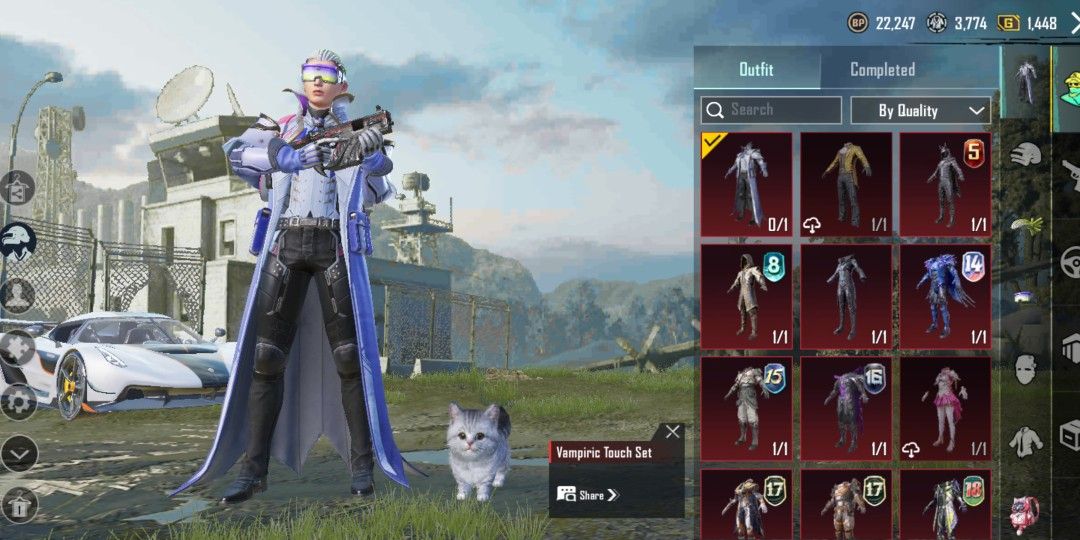 BP 22,247 3,774 G 1,448
Outfit Completed
Search By Quality
5
0/1 1/1 1/1
8 14
1/1 1/1 1/1
15 16
1/1 1/1 1/1
Vampiric Touch Set
Share
17 17 18